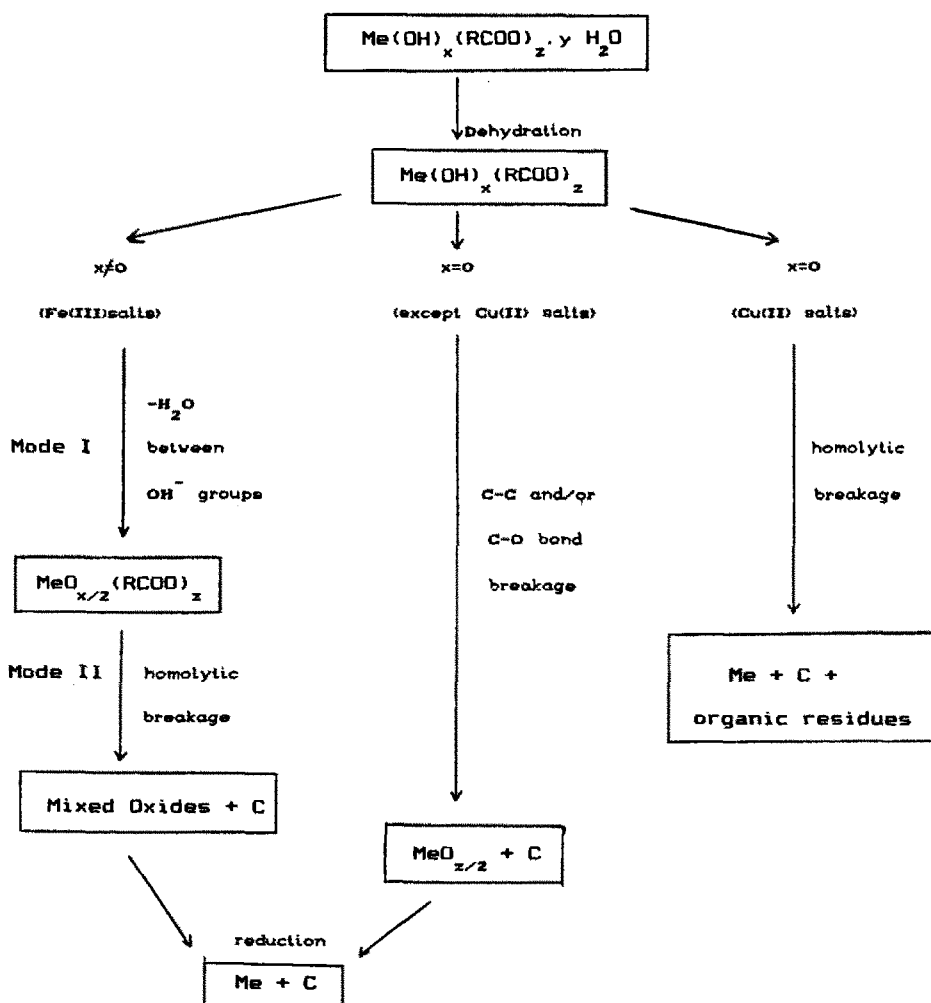 Me(OH)x(RCOO)z.y H2O
Dehydration
Me(OH)x(RCOO)z
x≠0
(Fe(III)salts)
-H2O
Mode I
between
OH⁻ groups
MeOx/2(RCOO)z
Mode II
homolytic
breakage
Mixed Oxides + C
x=0
(except Cu(II) salts)
C-C and/or
C-O bond
breakage
MeOz/2 + C
x=0
(Cu(II) salts)
homolytic
breakage
Me + C +
organic residues
reduction
Me + C